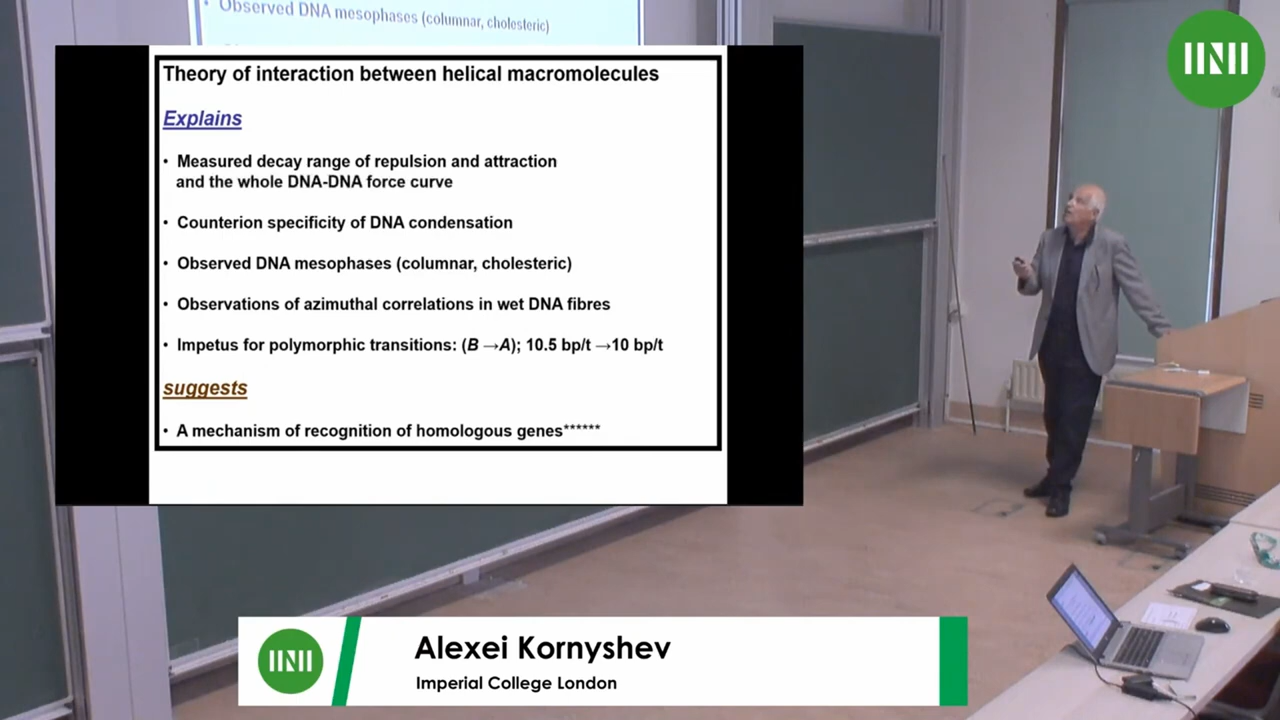 • Observed DNA mesophases (columnar, cholesteric)
Theory of interaction between helical macromolecules
Explains
• Measured decay range of repulsion and attraction
and the whole DNA-DNA force curve
• Counterion specificity of DNA condensation
• Observed DNA mesophases (columnar, cholesteric)
• Observations of azimuthal correlations in wet DNA fibres
• Impetus for polymorphic transitions: (B →A); 10.5 bp/t →10 bp/t
suggests
• A mechanism of recognition of homologous genes******
Alexei Kornyshev
Imperial College London